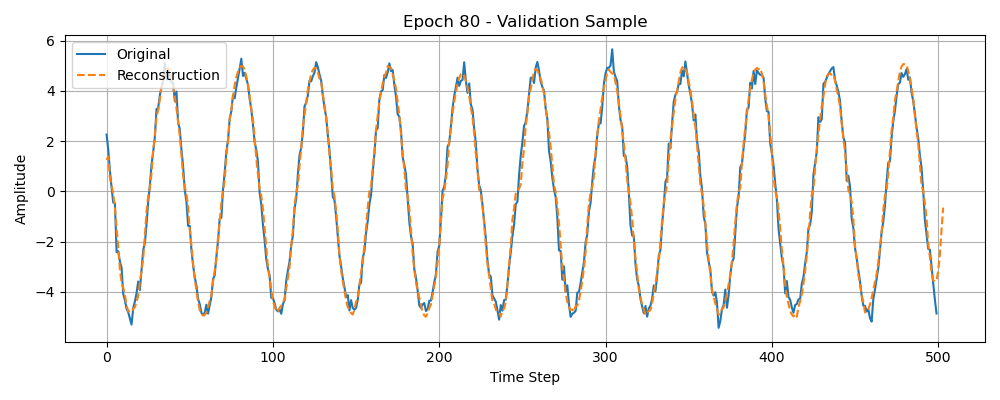 Epoch 80 - Validation Sample
Original
Reconstruction
Amplitude
6
4
2
0
−2
−4
0 100 200 300 400 500
Time Step